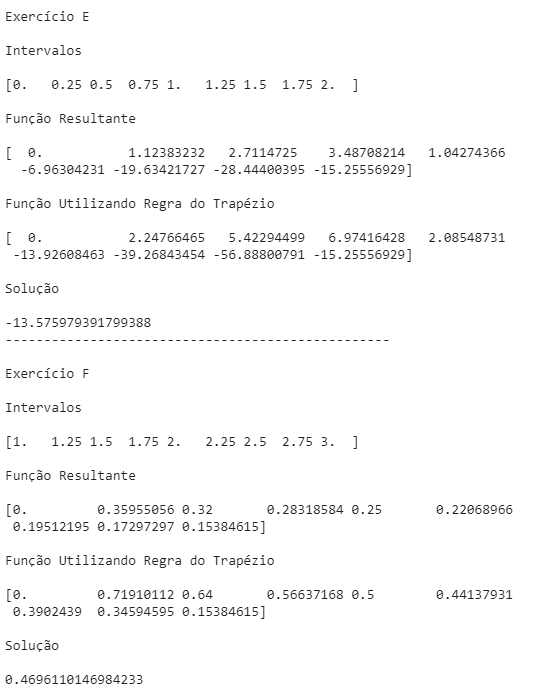 Exercício E
Intervalos
[0.   0.25 0.5  0.75 1.   1.25 1.5  1.75 2.  ]
Função Resultante
[  0.           1.12383232   2.7114725    3.48708214   1.04274366
  -6.96304231 -19.63421727 -28.44400395 -15.25556929]
Função Utilizando Regra do Trapézio
[  0.           2.24766465   5.42294499   6.97416428   2.08548731
 -13.92608463 -39.26843454 -56.88800791 -15.25556929]
Solução
-13.575979391799388
--------------------------------------------------
Exercício F
Intervalos
[1.   1.25 1.5  1.75 2.   2.25 2.5  2.75 3.  ]
Função Resultante
[0.         0.35955056 0.32       0.28318584 0.25       0.22068966
 0.19512195 0.17297297 0.15384615]
Função Utilizando Regra do Trapézio
[0.         0.71910112 0.64       0.56637168 0.5        0.44137931
 0.3902439  0.34594595 0.15384615]
Solução
0.4696110146984233